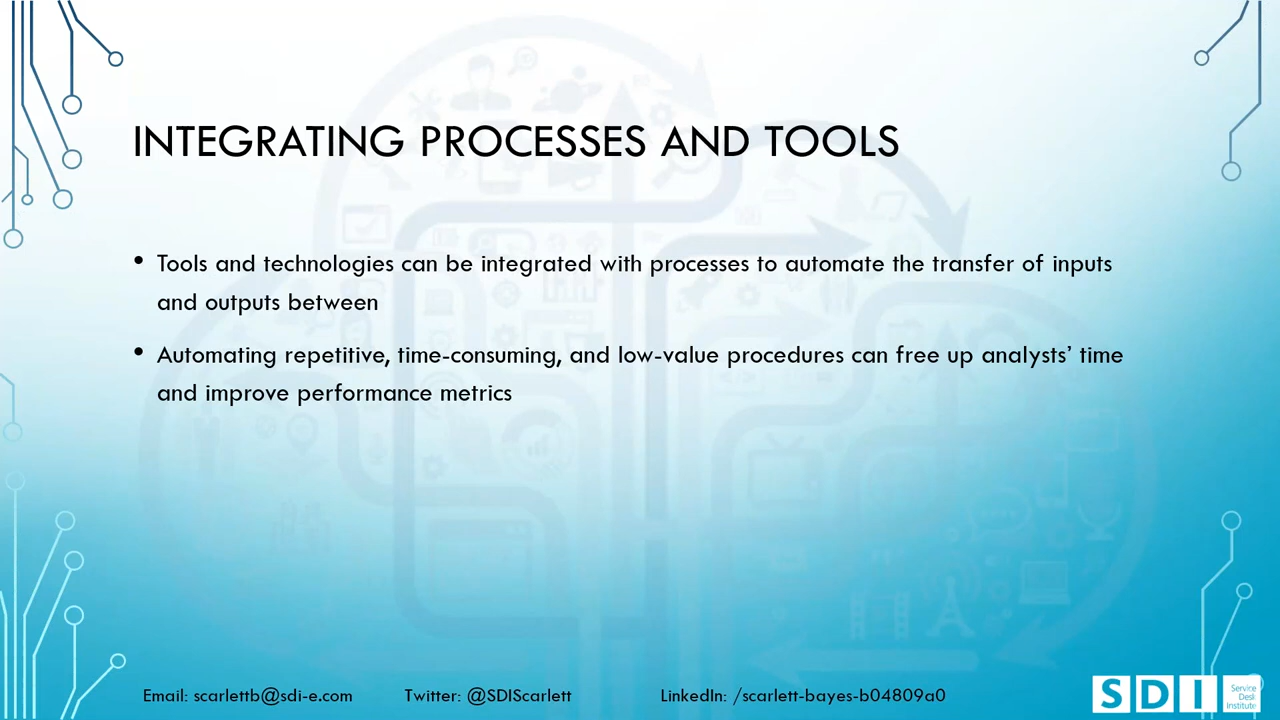 INTEGRATING PROCESSES AND TOOLS
• Tools and technologies can be integrated with processes to automate the transfer of inputs
and outputs between
• Automating repetitive, time-consuming, and low-value procedures can free up analysts’ time
and improve performance metrics
Email: scarlettb@sdi-e.com Twitter: @SDIScarlett LinkedIn: /scarlett-bayes-b04809a0
SDI
Service
Desk
Institute